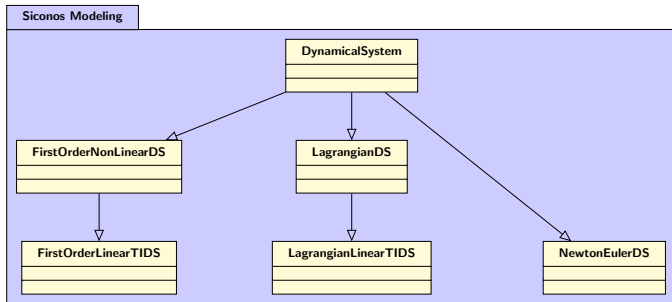 Siconos Modeling
DynamicalSystem
FirstOrderNonLinearDS
LagrangianDS
FirstOrderLinearTIDS
LagrangianLinearTIDS
NewtonEulerDS